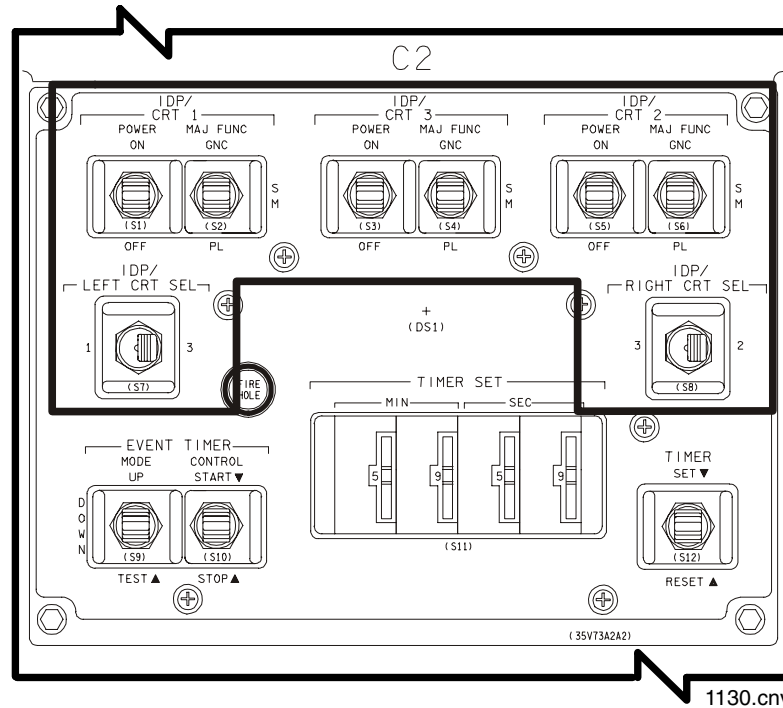 C2
IDP/ CRT 1
IDP/ CRT 3
IDP/ CRT 2
POWER ON
MAJ FUNC GNC
POWER ON
MAJ FUNC GNC
POWER ON
MAJ FUNC GNC
(S1)
(S2)
SM
(S3)
(S4)
SM
(S5)
(S6)
SM
OFF
PL
OFF
PL
OFF
PL
IDP/
LEFT CRT SEL
IDP/
RIGHT CRT SEL
1
3
(S7)
+
(DS1)
3
2
(S8)
FIRE
HOLE
TIMER SET
MIN
SEC
5
9
5
9
(S11)
EVENT TIMER
MODE UP
CONTROL START▼
DOWN
(S9)
(S10)
TEST▲
STOP▲
TIMER
SET▼
(S12)
RESET▲
(35V73A2A2)